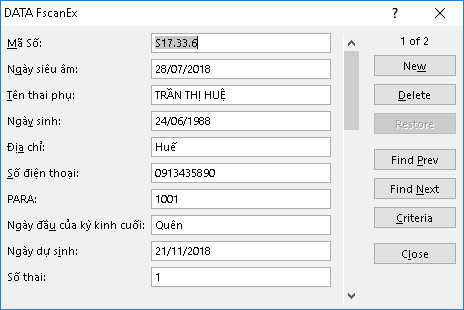 DATA FscanEx
? ×
Mã Số: S17.33.6
1 of 2
Ngày siêu âm: 28/07/2018
New
Tên thai phụ: TRẦN THỊ HUỆ
Delete
Ngày sinh: 24/06/1988
Restore
Địa chỉ: Huế
Find Prev
Số điện thoại: 0913435890
Find Next
PARA: 1001
Criteria
Ngày đầu của kỳ kinh cuối: Quên
Ngày dự sinh: 21/11/2018
Close
Số thai: 1